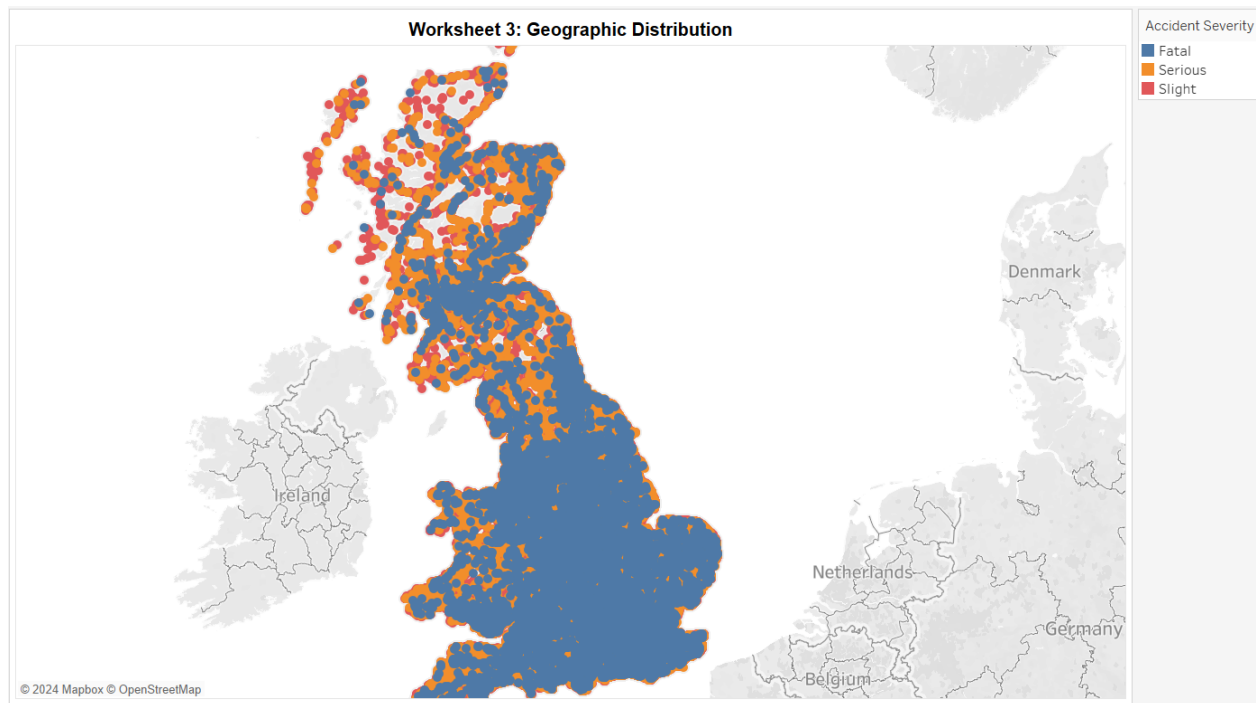 Worksheet 3: Geographic Distribution
Accident Severity
Fatal
Serious
Slight
Denmark
Ireland
Netherlands
Germany
Belgium
© 2024 Mapbox © OpenStreetMap